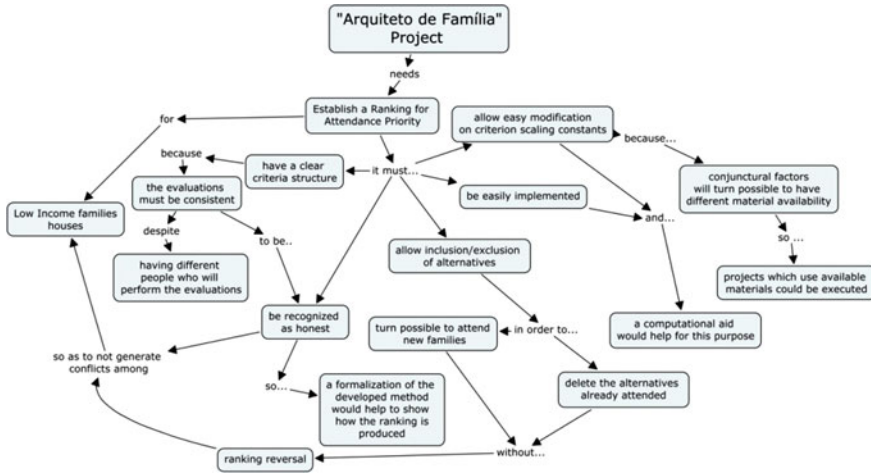 "Arquiteto de Família"
Project
needs
Establish a Ranking for
Attendance Priority
for
allow easy modification
on criterion scaling constants
because...
because
have a clear
criteria structure
it must...
conjunctural factors
will turn possible to have
different material availability
the evaluations
must be consistent
be easily implemented
Low Income families
houses
and...
despite
to be..
so ...
allow inclusion/exclusion
of alternatives
having different
people who will
perform the evaluations
projects which use available
materials could be executed
be recognized
as honest
turn possible to attend
new families
in order to...
a computational aid
would help for this purpose
so as to not generate
conflicts among
so...
a formalization of the
developed method
would help to show
how the ranking is
produced
delete the alternatives
already attended
ranking reversal
without...